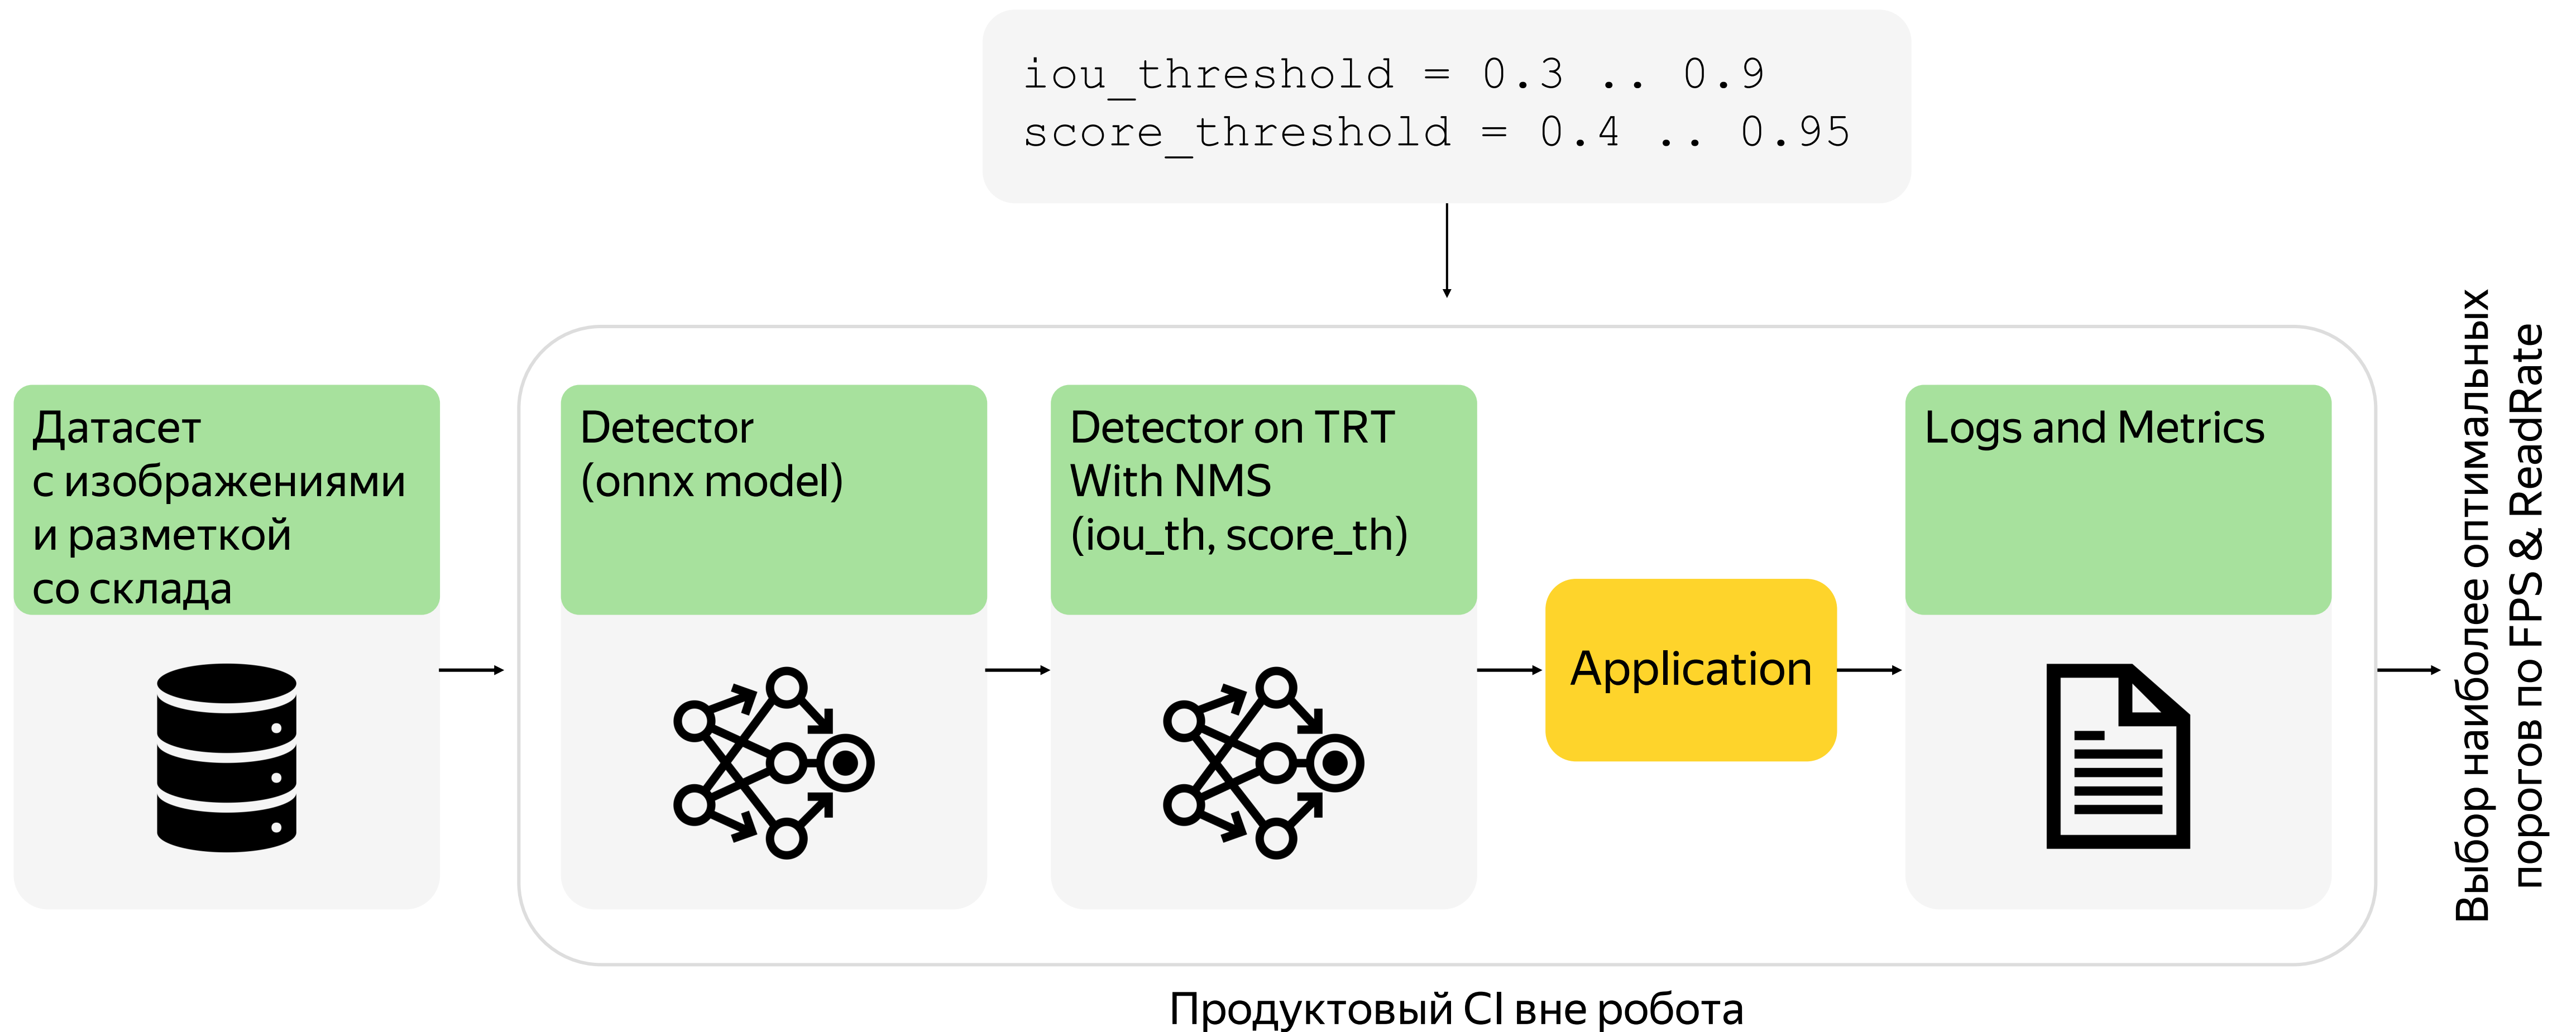 iou_threshold = 0.3 .. 0.9
score_threshold = 0.4 .. 0.95
Датасет
с изображениями
и разметкой
со склада
Detector
(onnx model)
Detector on TRT
With NMS
(iou_th, score_th)
Application
Logs and Metrics
Выбор наиболее оптимальных
порогов по FPS & ReadRate
Продуктовый CI вне робота